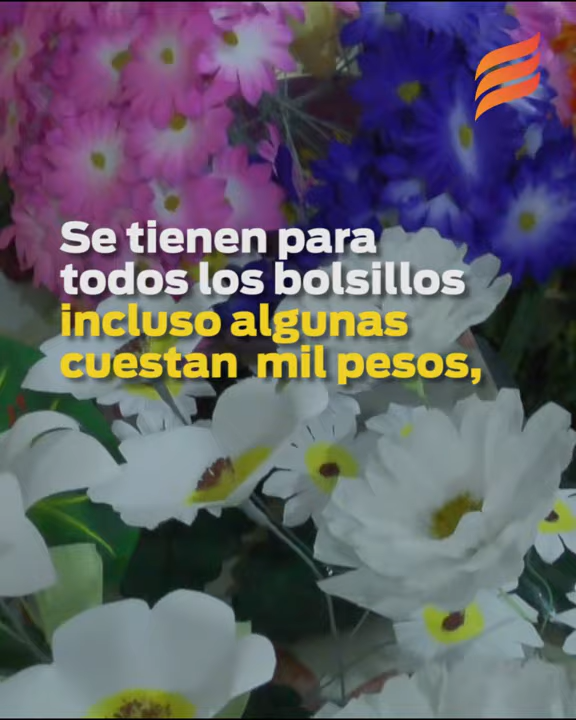 Se tienen para
todos los bolsillos
incluso algunas
cuestan mil pesos,